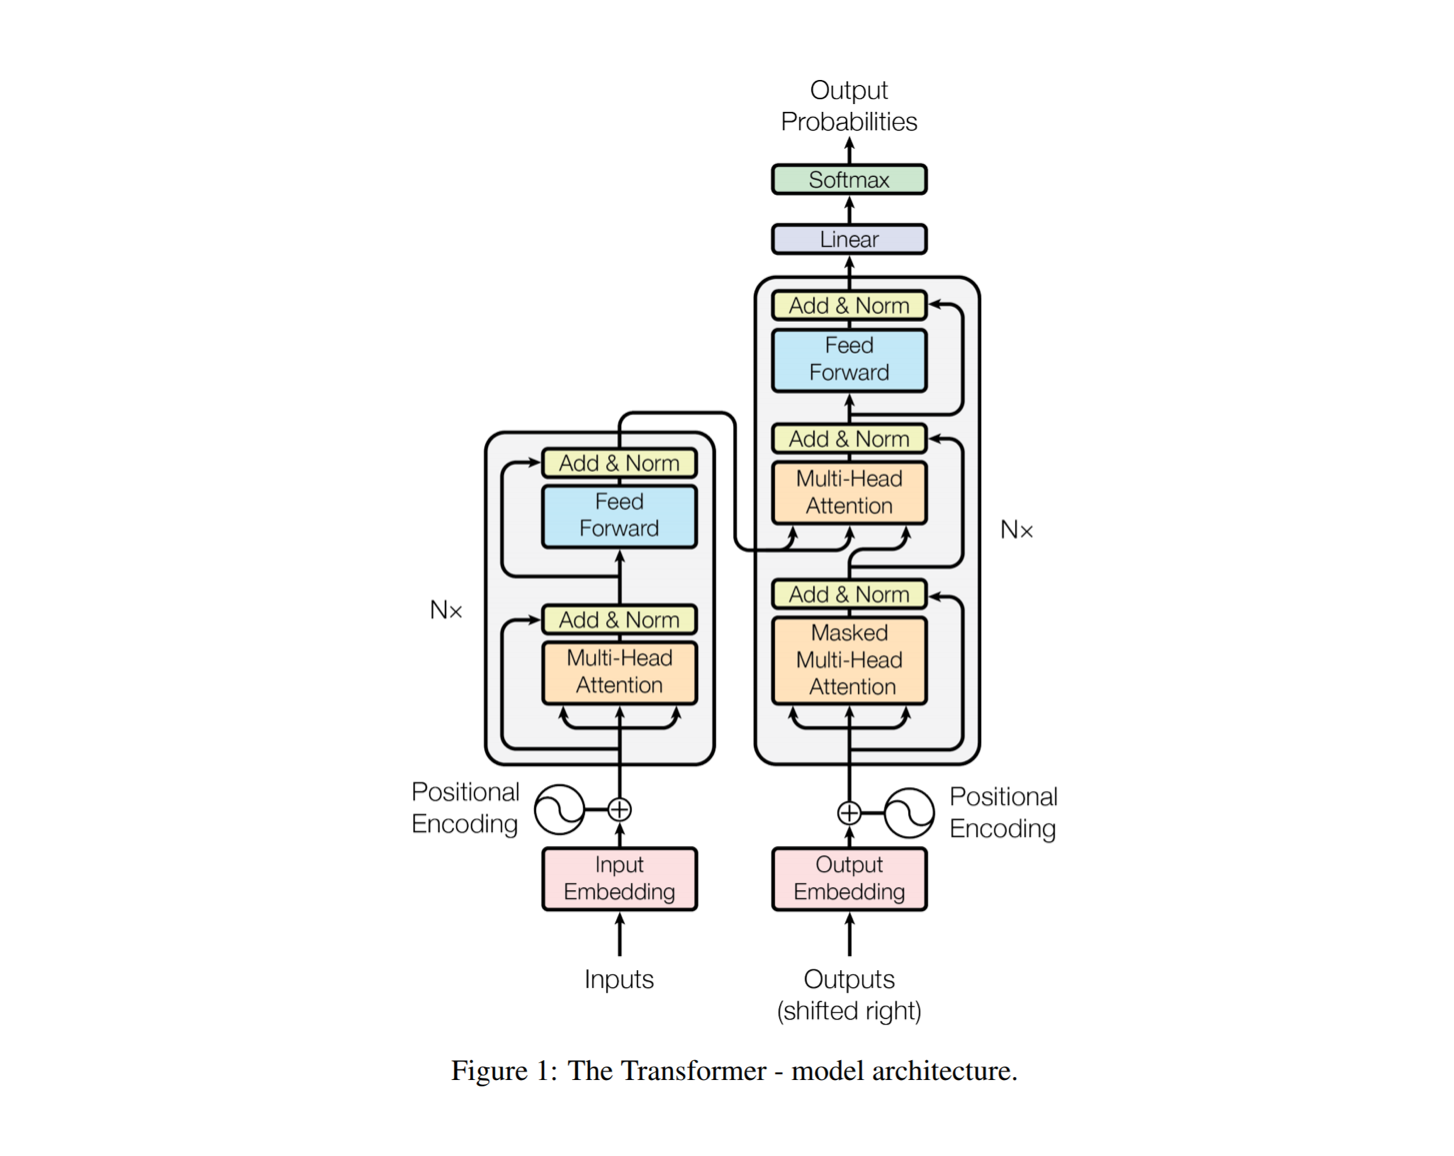 Output
Probabilities
Softmax
Linear
Add & Norm
Feed
Forward
Add & Norm
Multi-Head
Attention
Add & Norm
Masked
Multi-Head
Attention
Nx
Add & Norm
Feed
Forward
Add & Norm
Multi-Head
Attention
Nx
Positional
Encoding
Positional
Encoding
Input
Embedding
Output
Embedding
Inputs
Outputs
(shifted right)
Figure 1: The Transformer - model architecture.